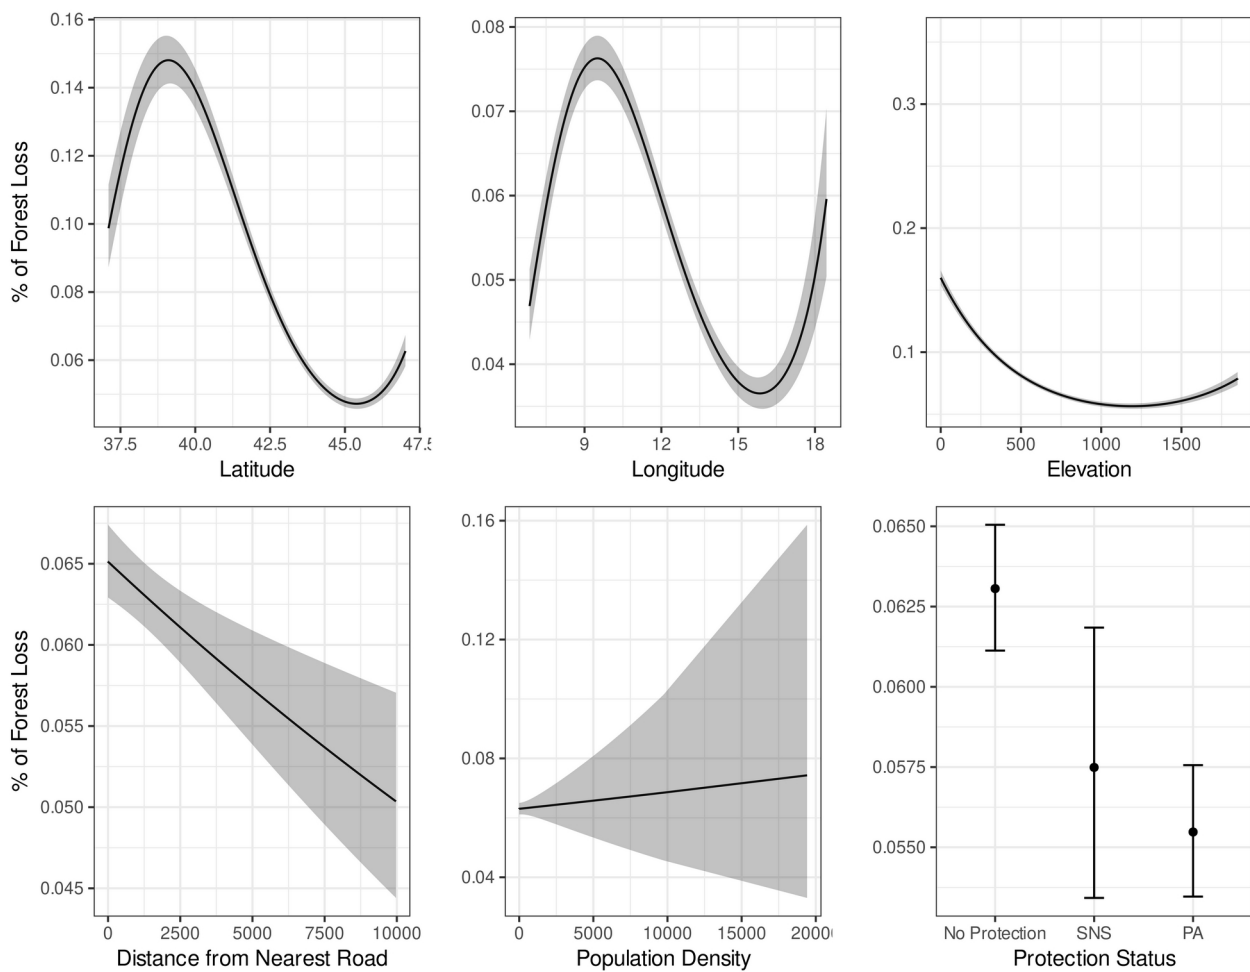 % of Forest Loss
0.16
0.14
0.12
0.10
0.08
0.06
37.5 40.0 42.5 45.0 47.5
Latitude
0.08
0.07
0.06
0.05
0.04
9 12 15 18
Longitude
0.3
0.2
0.1
0 500 1000 1500
Elevation
% of Forest Loss
0.065
0.060
0.055
0.050
0.045
0 2500 5000 7500 10000
Distance from Nearest Road
0.16
0.12
0.08
0.04
0 5000 10000 15000 20000
Population Density
0.0650
0.0625
0.0600
0.0575
0.0550
No Protection SNS PA
Protection Status